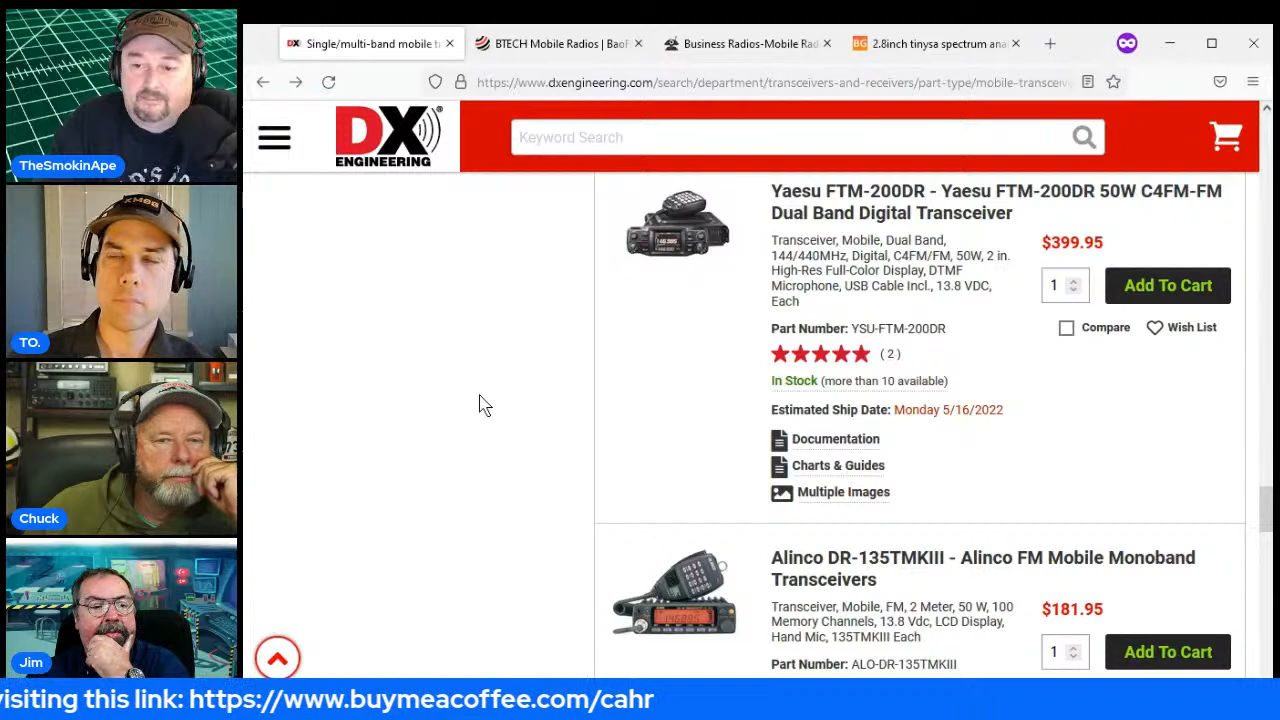 TheSmokinApe
TO.
Chuck
Jim
DX Single/multi-band mobile t
BTECH Mobile Radios | Bao
Business Radios-Mobile Rad
BG 2.8inch tinysa spectrum ana
https://www.dxengineering.com/search/department/transceivers-and-receivers/part-type/mobile-transceive
DX
ENGINEERING
Keyword Search
Yaesu FTM-200DR - Yaesu FTM-200DR 50W C4FM-FM
Dual Band Digital Transceiver
Transceiver, Mobile, Dual Band,
144/440MHz, Digital, C4FM/FM, 50W, 2 in.
High-Res Full-Color Display, DTMF
Microphone, USB Cable Incl., 13.8 VDC,
Each
$399.95
1
Add To Cart
Compare
Wish List
Part Number: YSU-FTM-200DR
( 2 )
In Stock (more than 10 available)
Estimated Ship Date: Monday 5/16/2022
Documentation
Charts & Guides
Multiple Images
Alinco DR-135TMKIII - Alinco FM Mobile Monoband
Transceivers
Transceiver, Mobile, FM, 2 Meter, 50 W, 100
Memory Channels, 13.8 Vdc, LCD Display,
Hand Mic, 135TMKIII Each
$181.95
1
Add To Cart
Part Number: ALO-DR-135TMKIII
visiting this link: https://www.buymeacoffee.com/cahr